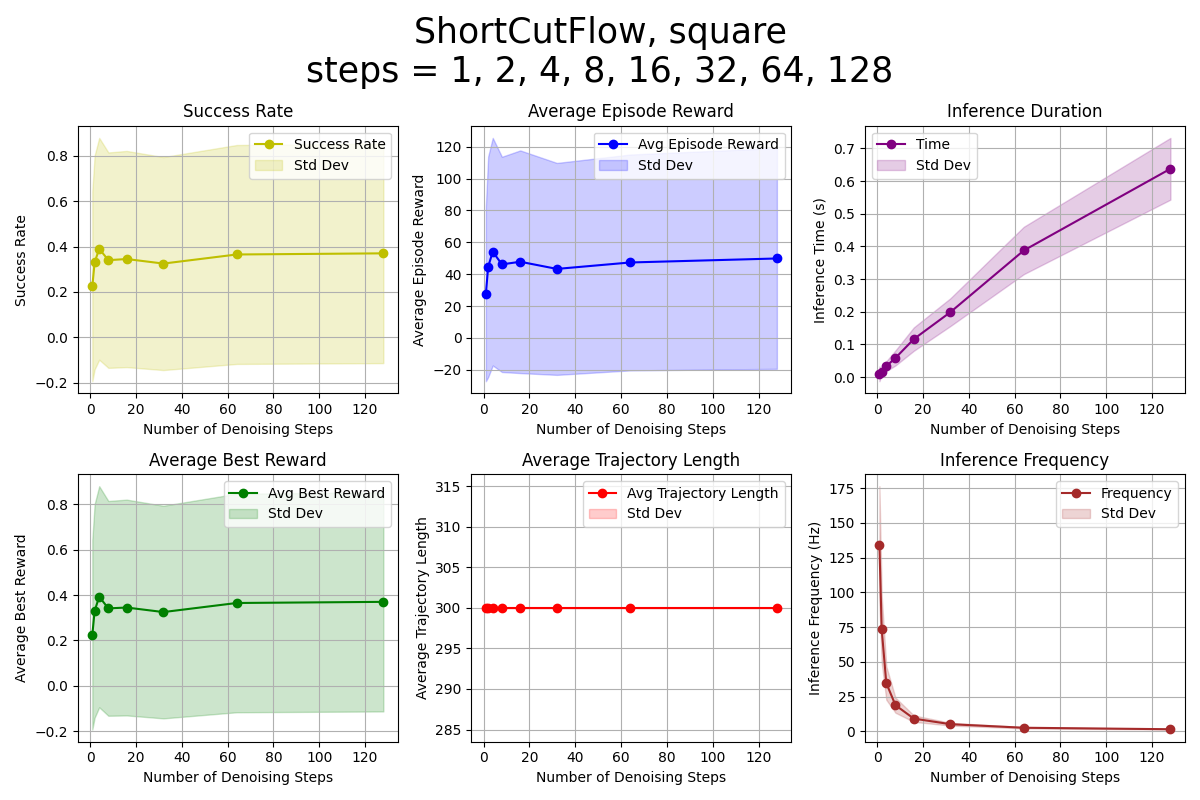 ShortCutFlow, square
steps = 1, 2, 4, 8, 16, 32, 64, 128
Success Rate
Success Rate
0.8
0.6
0.4
0.2
0.0
−0.2
0 20 40 60 80 100 120
Number of Denoising Steps
Success Rate
Std Dev
Average Episode Reward
Average Episode Reward
120
100
80
60
40
20
0
−20
0 20 40 60 80 100 120
Number of Denoising Steps
Avg Episode Reward
Std Dev
Inference Duration
Inference Time (s)
0.7
0.6
0.5
0.4
0.3
0.2
0.1
0.0
0 20 40 60 80 100 120
Number of Denoising Steps
Time
Std Dev
Average Best Reward
Average Best Reward
0.8
0.6
0.4
0.2
0.0
−0.2
0 20 40 60 80 100 120
Number of Denoising Steps
Avg Best Reward
Std Dev
Average Trajectory Length
Average Trajectory Length
315
310
305
300
295
290
285
0 20 40 60 80 100 120
Number of Denoising Steps
Avg Trajectory Length
Std Dev
Inference Frequency
Inference Frequency (Hz)
175
150
125
100
75
50
25
0
0 20 40 60 80 100 120
Number of Denoising Steps
Frequency
Std Dev